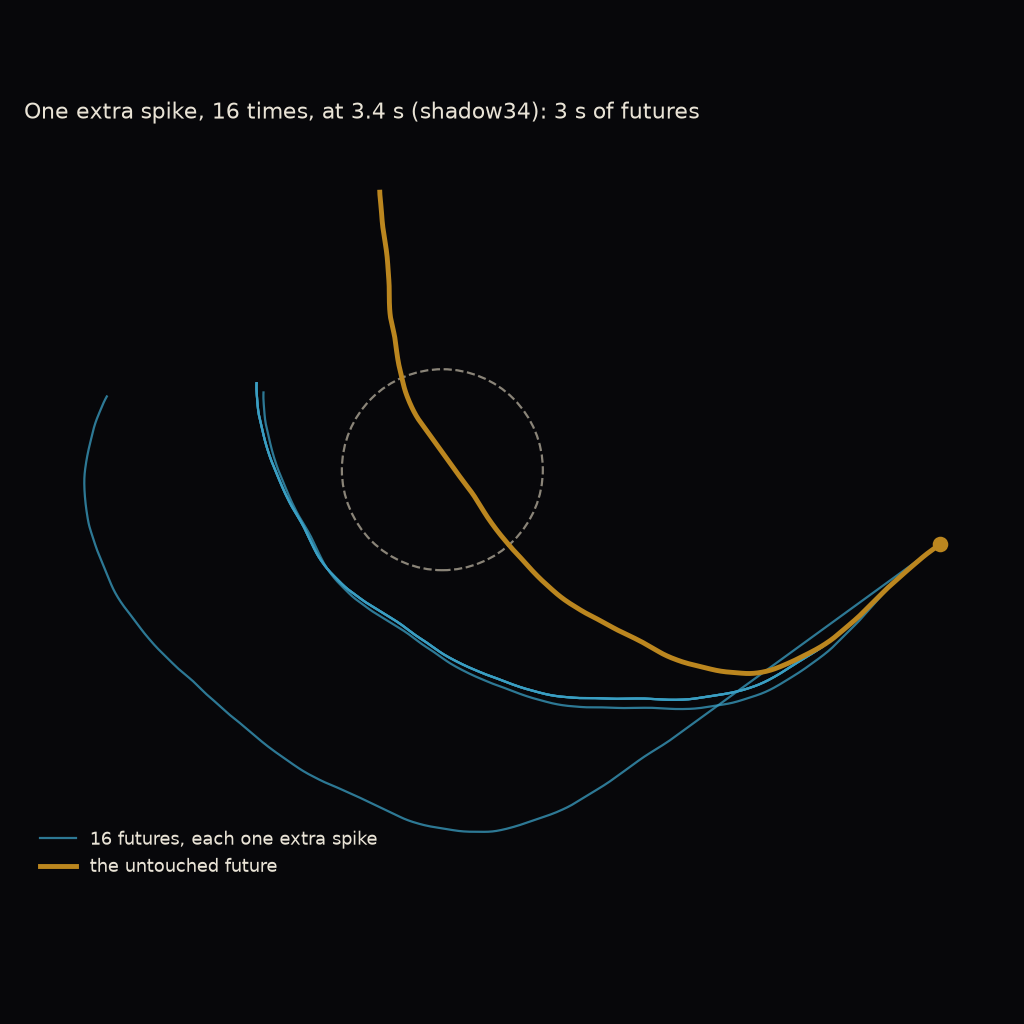 One extra spike, 16 times, at 3.4 s (shadow34): 3 s of futures
16 futures, each one extra spike
the untouched future